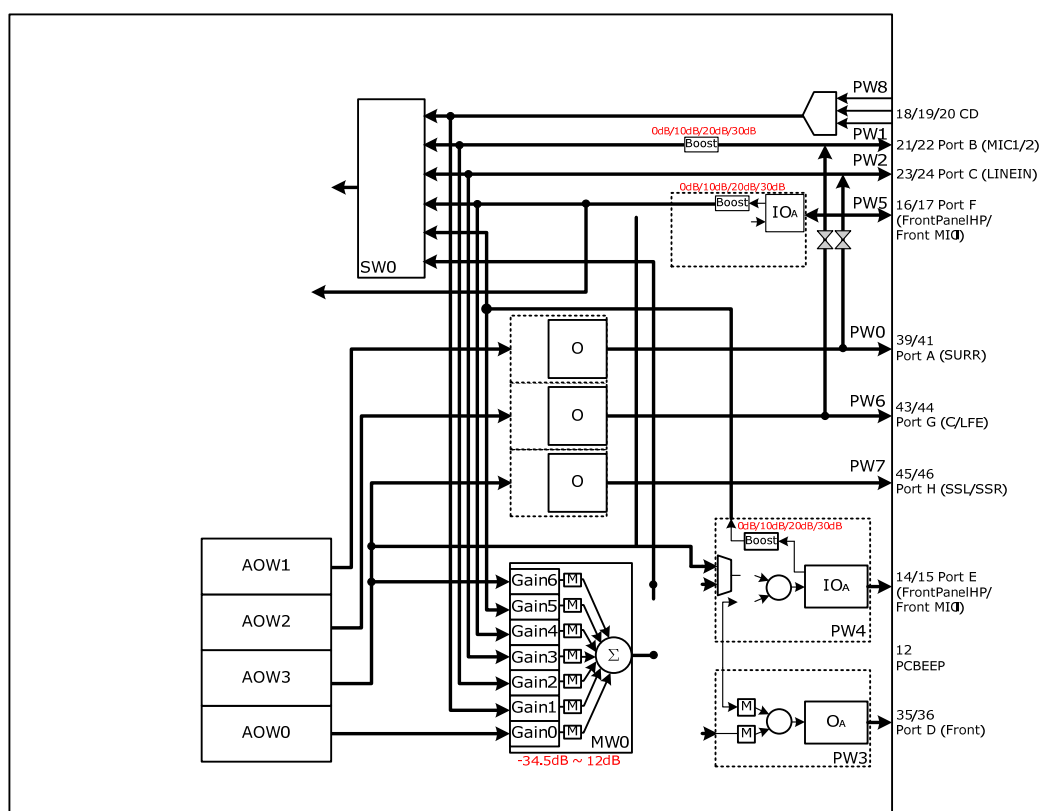 PW8
18/19/20 CD
0dB/10dB/20dB/30dB
PW1
Boost
21/22 Port B (MIC1/2)
PW2
23/24 Port C (LINEIN)
0dB/10dB/20dB/30dB
Boost
IOA
PW5
16/17 Port F
(FrontPanelHP/
Front MIC)
SW0
O
PW0
39/41
Port A (SURR)
O
PW6
43/44
Port G (C/LFE)
O
PW7
45/46
Port H (SSL/SSR)
0dB/10dB/20dB/30dB
Boost
IOA
14/15 Port E
(FrontPanelHP/
Front MIC)
PW4
AOW1
AOW2
AOW3
AOW0
Gain6 M
Gain5 M
Gain4 M
Gain3 M
Gain2 M
Gain1 M
Gain0 M
Σ
MW0
-34.5dB ~ 12dB
12
PCBEEP
M
M
OA
35/36
Port D (Front)
PW3